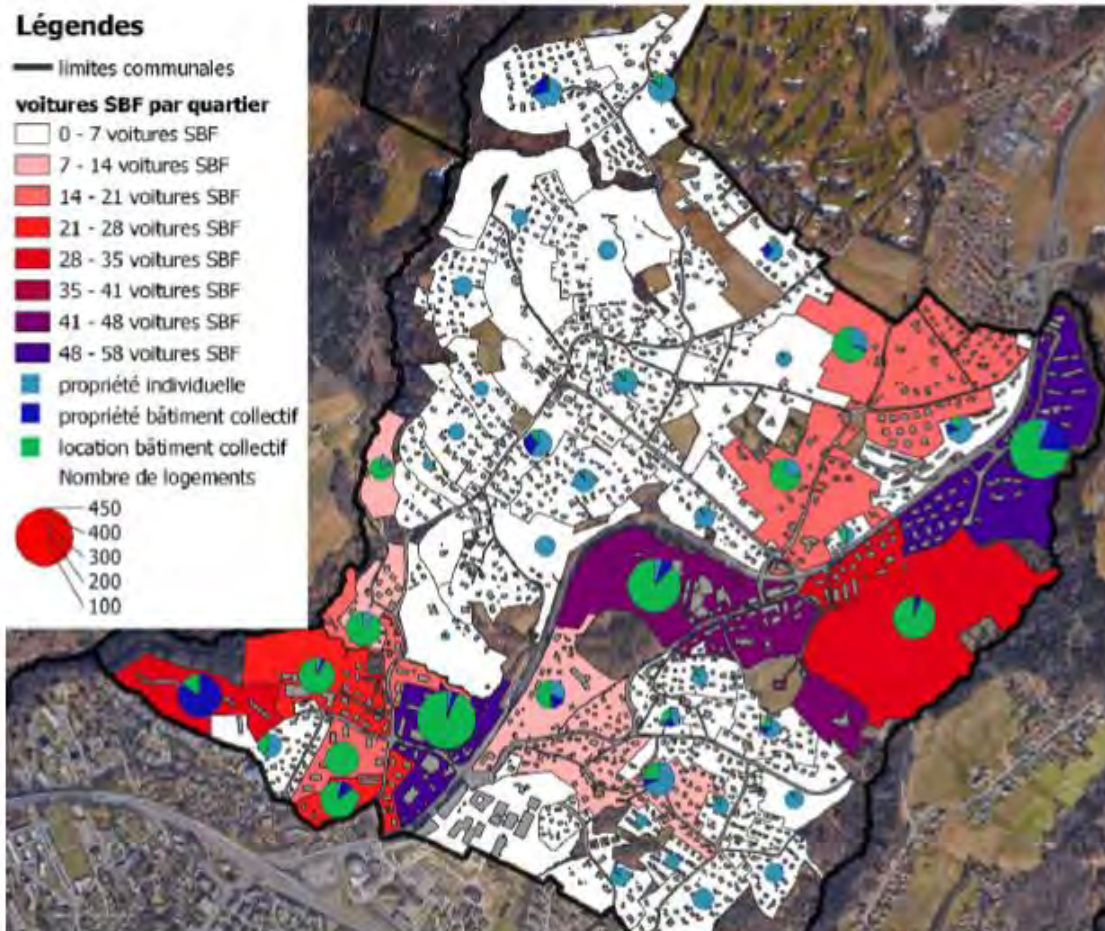 Légendes
limites communales
voitures SBF par quartier
0 - 7 voitures SBF
7 - 14 voitures SBF
14 - 21 voitures SBF
21 - 28 voitures SBF
28 - 35 voitures SBF
35 - 41 voitures SBF
41 - 48 voitures SBF
48 - 58 voitures SBF
propriété individuelle
propriété bâtiment collectif
location bâtiment collectif
Nombre de logements
450
400
300
200
100